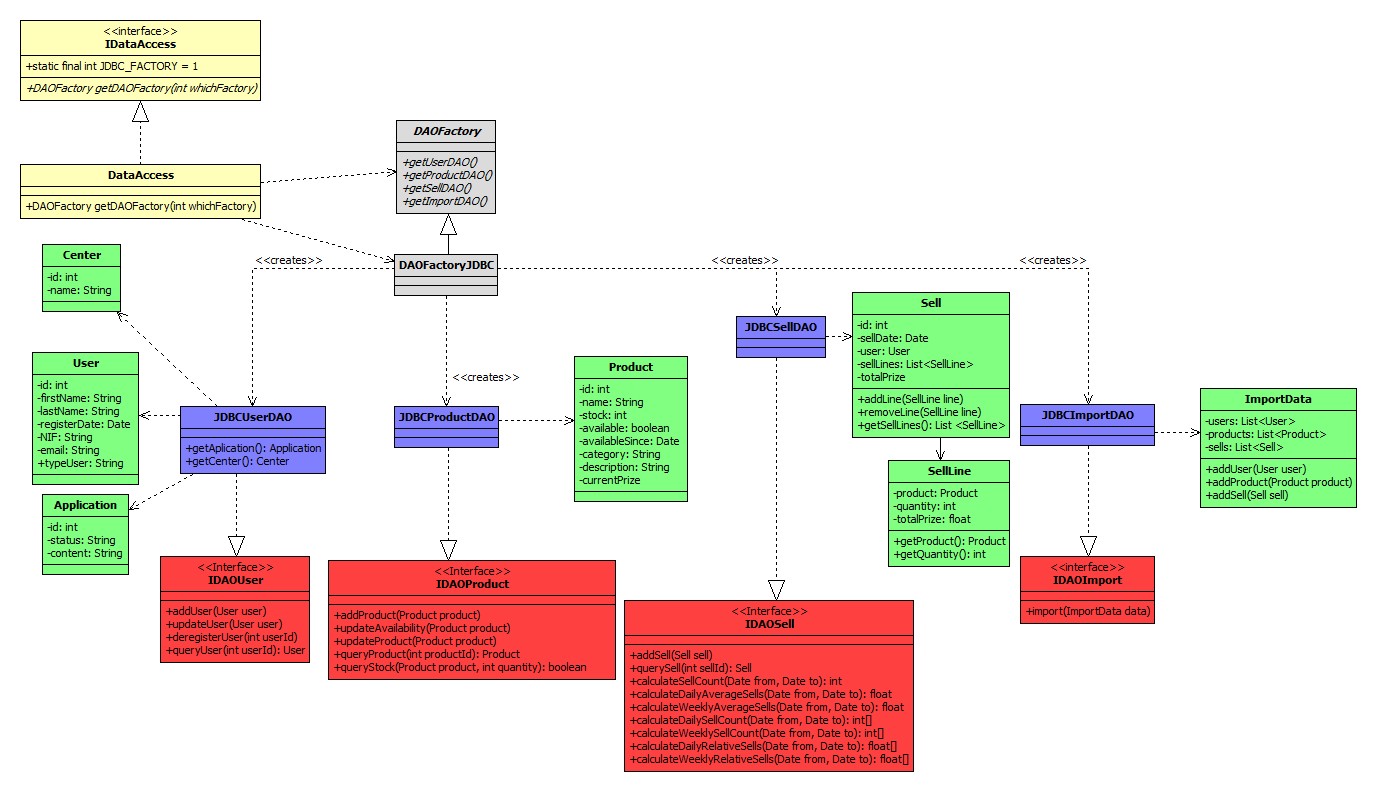 <<interface>>
IDataAccess
+static final int JDBC_FACTORY = 1
+DAOFactory getDAOFactory(int whichFactory)
DAOFactory
+getUserDAO()
+getProductDAO()
+getSellDAO()
+getImportDAO()
DataAccess
+DAOFactory getDAOFactory(int whichFactory)
DAOFactoryJDBC
<<creates>>
<<creates>>
<<creates>>
<<creates>>
Center
-id: int
-name: String
User
-id: int
-firstName: String
-lastName: String
-registerDate: Date
-NIF: String
-email: String
+typeUser: String
Application
-id: int
-status: String
-content: String
JDBCUserDAO
+getAplication(): Application
+getCenter(): Center
JDBCProductDAO
Product
-id: int
-name: String
-stock: int
-available: boolean
-availableSince: Date
-category: String
-description: String
-currentPrize
JDBCSellDAO
Sell
-id: int
-sellDate: Date
-user: User
-sellLines: List<SellLine>
-totalPrize
+addLine(SellLine line)
+removeLine(SellLine line)
+getSellLines(): List <SellLine>
SellLine
-product: Product
-quantity: int
-totalPrize: float
+getProduct(): Product
+getQuantity(): int
JDBCImportDAO
ImportData
-users: List<User>
-products: List<Product>
-sells: List<Sell>
+addUser(User user)
+addProduct(Product product)
+addSell(Sell sell)
<<Interface>>
IDAOUser
+addUser(User user)
+updateUser(User user)
+deregisterUser(int userId)
+queryUser(int userId): User
<<Interface>>
IDAOProduct
+addProduct(Product product)
+updateAvailability(Product product)
+updateProduct(Product product)
+queryProduct(int productId): Product
+queryStock(Product product, int quantity): boolean
<<Interface>>
IDAOSell
+addSell(Sell sell)
+querySell(int sellId): Sell
+calculateSellCount(Date from, Date to): int
+calculateDailyAverageSells(Date from, Date to): float
+calculateWeeklyAverageSells(Date from, Date to): float
+calculateDailySellCount(Date from, Date to): int[]
+calculateWeeklySellCount(Date from, Date to): int[]
+calculateDailyRelativeSells(Date from, Date to): float[]
+calculateWeeklyRelativeSells(Date from, Date to): float[]
<<interface>>
IDAOImport
+import(ImportData data)